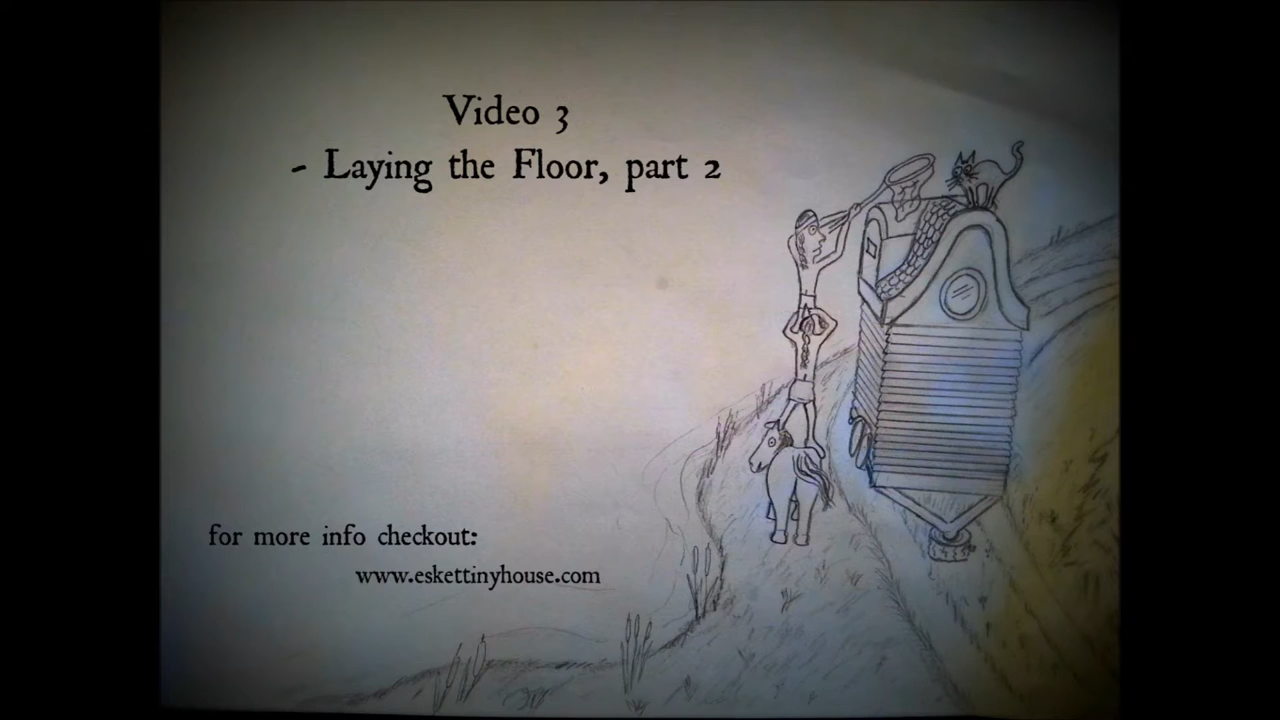 Video 3
- Laying the Floor, part 2
for more info checkout:
www.eskettinyhouse.com